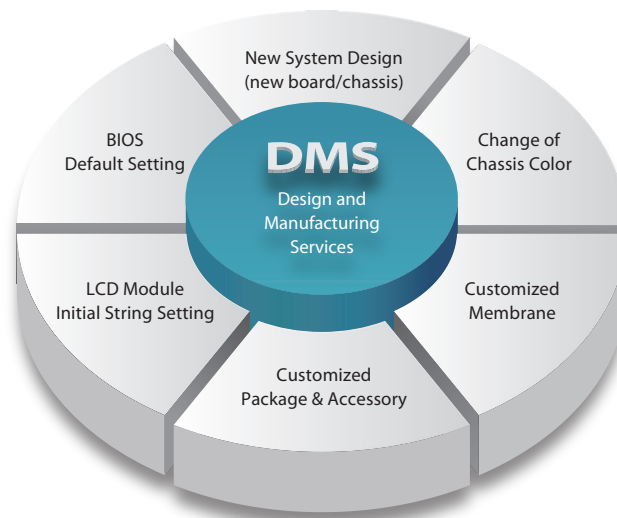 New System Design
(new board/chassis)
BIOS
Default Setting
DMS
Design and
Manufacturing
Services
Change of
Chassis Color
LCD Module
Initial String Setting
Customized
Membrane
Customized
Package & Accessory